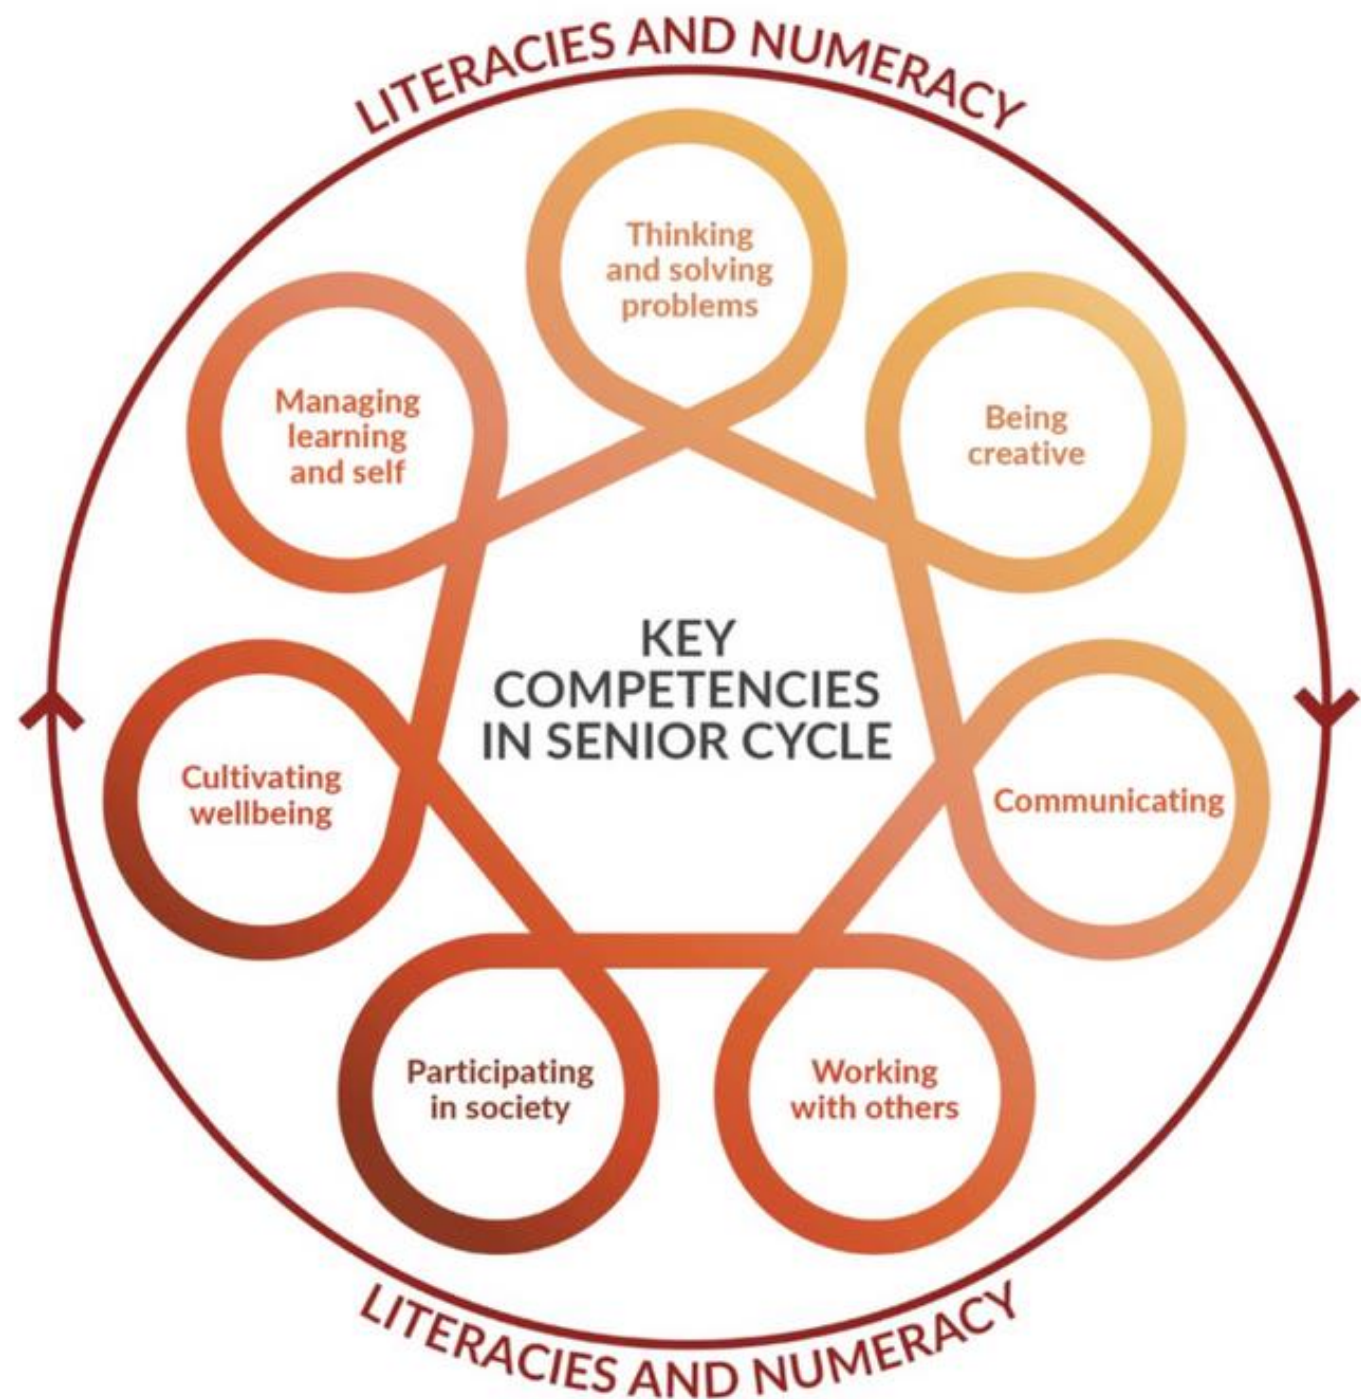 LITERACIES AND NUMERACY
Thinking
and solving
problems
Being
creative
Communicating
Working
with others
Participating
in society
Cultivating
wellbeing
Managing
learning
and self
KEY
COMPETENCIES
IN SENIOR CYCLE
LITERACIES AND NUMERACY